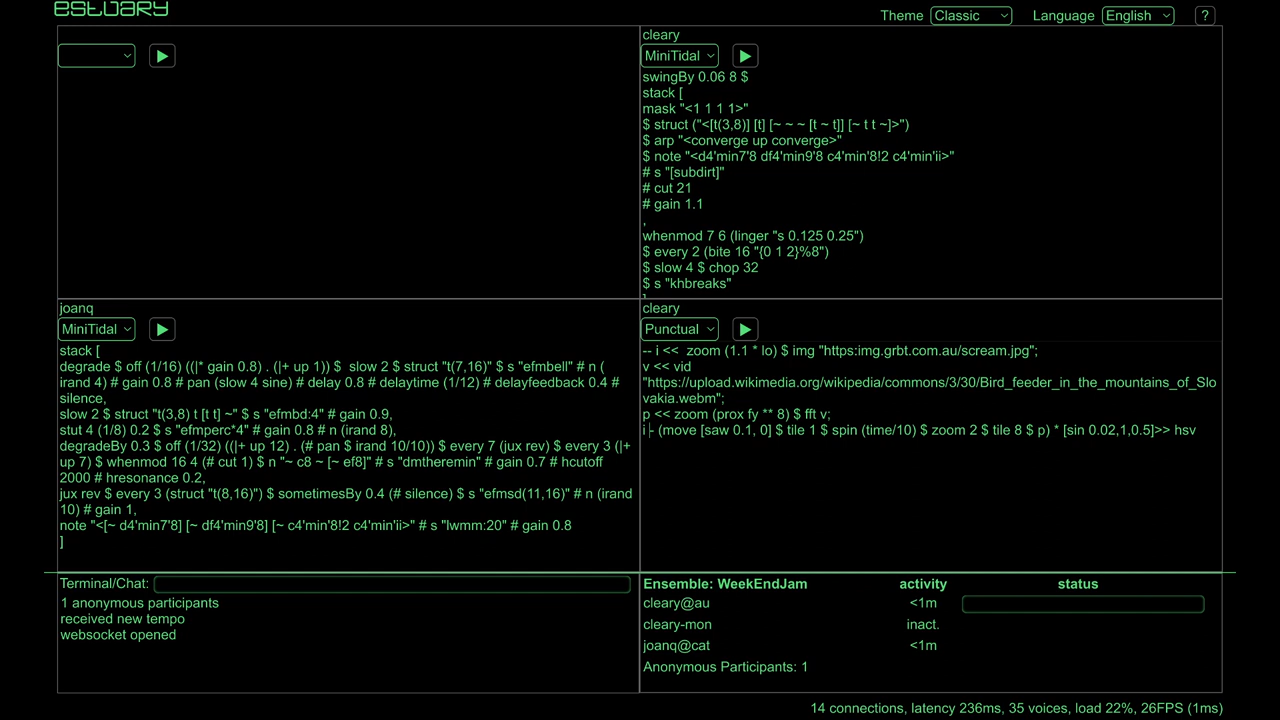 estuary
Theme Classic Language English ?
cleary
MiniTidal
swingBy 0.06 8 $
stack [
mask "<1 1 1 1>"
$ struct ("<[t(3,8)] [t] [~ ~ ~ [t ~ t]] [~ t t ~]>")
$ arp "<converge up converge>"
$ note "<d4'min7'8 df4'min9'8 c4'min'8!2 c4'min'ii>"
# s "[subdirt]"
# cut 21
# gain 1.1
,
whenmod 7 6 (linger "s 0.125 0.25")
$ every 2 (bite 16 "{0 1 2}%8")
$ slow 4 $ chop 32
$ s "khbreaks"
]
joanq
MiniTidal
stack [
degrade $ off (1/16) ((|* gain 0.8) . (|+ up 1)) $ slow 2 $ struct "t(7,16)" $ s "efmbell" # n (
irand 4) # gain 0.8 # pan (slow 4 sine) # delay 0.8 # delaytime (1/12) # delayfeedback 0.4 #
silence,
slow 2 $ struct "t(3,8) t [t t] ~" $ s "efmbd:4" # gain 0.9,
stut 4 (1/8) 0.2 $ s "efmperc*4" # gain 0.8 # n (irand 8),
degradeBy 0.3 $ off (1/32) ((|+ up 12) . (# pan $ irand 10/10)) $ every 7 (jux rev) $ every 3 (|+
up 7) $ whenmod 16 4 (# cut 1) $ n "~ c8 ~ [~ ef8]" # s "dmtheremin" # gain 0.7 # hcutoff
2000 # hresonance 0.2,
jux rev $ every 3 (struct "t(8,16)") $ sometimesBy 0.4 (# silence) $ s "efmsd(11,16)" # n (irand
10) # gain 1,
note "<[~ d4'min7'8] [~ df4'min9'8] [~ c4'min'8!2 c4'min'ii>" # s "lwmm:20" # gain 0.8
]
cleary
Punctual
-- i << zoom (1.1 * lo) $ img "https:img.grbt.com.au/scream.jpg";
v << vid
"https://upload.wikimedia.org/wikipedia/commons/3/30/Bird_feeder_in_the_mountains_of_Slo
vakia.webm";
p << zoom (prox fy ** 8) $ fft v;
i - (move [saw 0.1, 0] $ tile 1 $ spin (time/10) $ zoom 2 $ tile 8 $ p) * [sin 0.02,1,0.5]>> hsv
Terminal/Chat:
1 anonymous participants
received new tempo
websocket opened
Ensemble: WeekEndJam activity status
cleary@au <1m
cleary-mon inact.
joanq@cat <1m
Anonymous Participants: 1
14 connections, latency 236ms, 35 voices, load 22%, 26FPS (1ms)